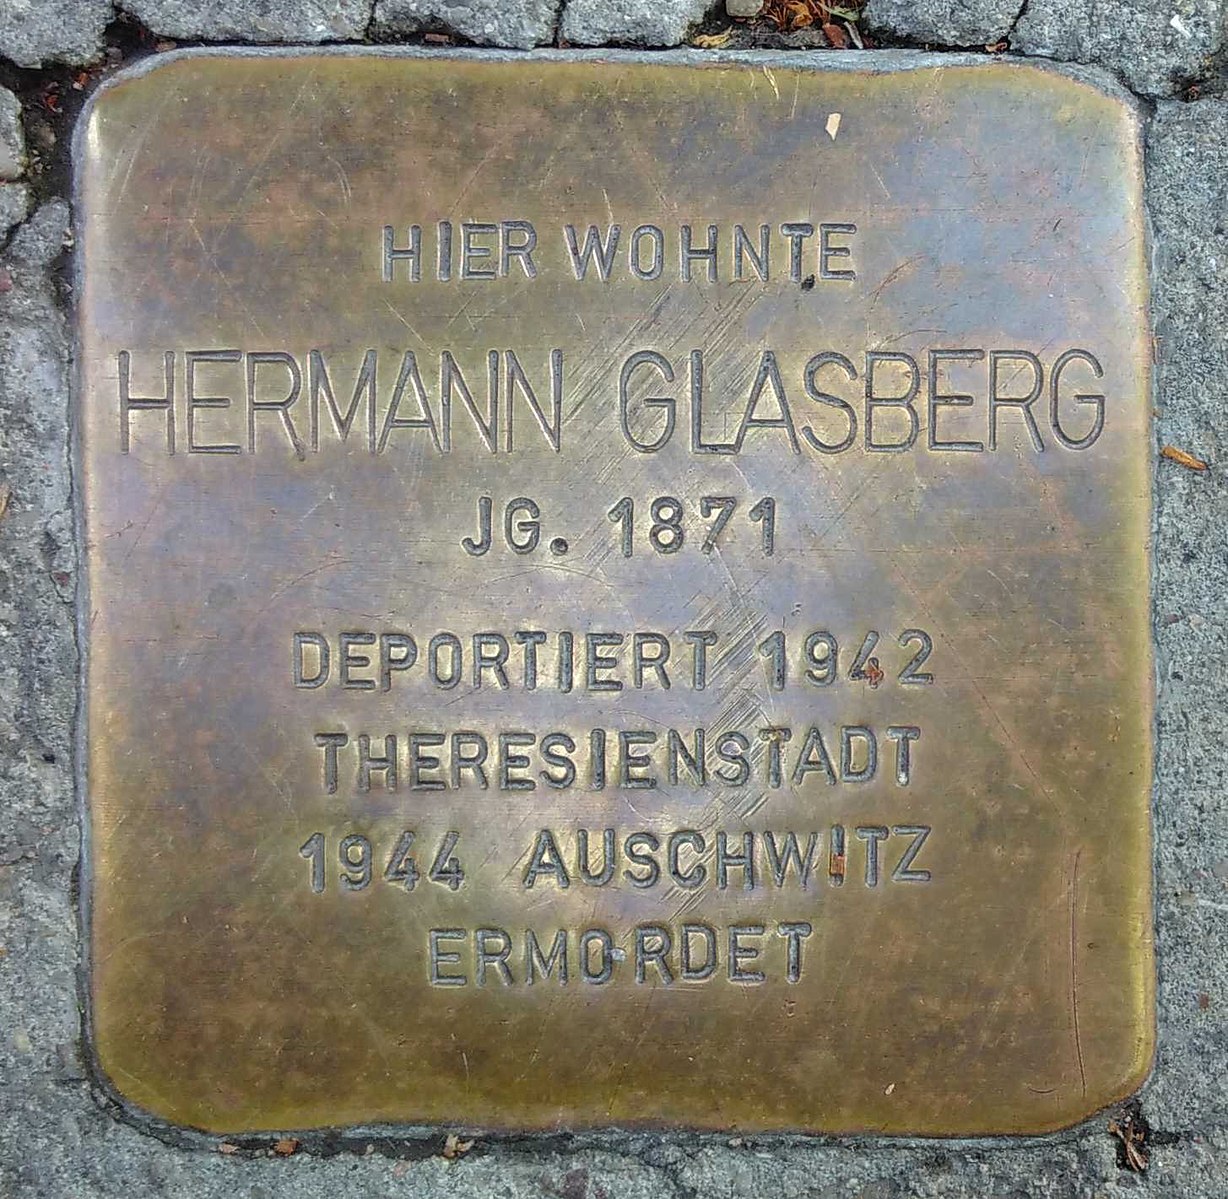 HIER WOHNTE
HERMANN GLASBERG
JG. 1871
DEPORTIERT 1942
THERESIENSTADT
1944 AUSCHWITZ
ERMORDET